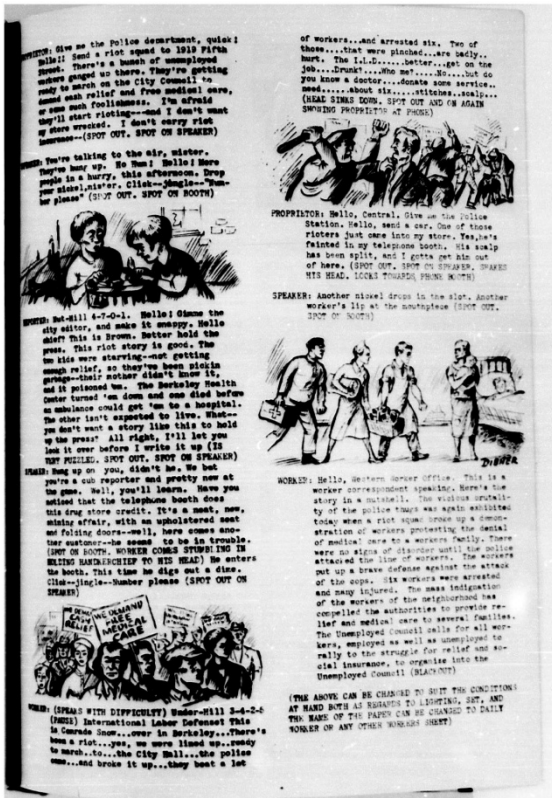 PROPRIETOR: Give me the Police department, quick!
Hello!! Send a riot squad to 1919 Fifth
Street. There's a bunch of unemployed
workers ganged up there. They're getting
ready to march on the City Council to
demand cash relief and free medical care,
and such foolishness. I'm afraid
they'll start rioting---and I don't want
my store wrecked. I don't carry riot
insurance--(SPOT OUT. SPOT ON SPEAKER)
SPEAKER: You're talking to the air, mister.
They've hung up. Ho Hum! Hello! More
people in a hurry, this afternoon. Drop
your nickel, mister. Click--jingle--"Num-
ber please" (SPOT OUT. SPOT ON BOOTH)
REPORTER: Nut-Hill 4-7-0-1. Hello! Gimme the
city editor, and make it snappy. Hello
chief? This is Brown. Better hold the
press. This riot story is good. The
two kids were starving--not getting
enough relief, so they've been pickin
garbage--their mother didn't know it,
and it poisoned 'em. The Berkeley Health
Center turned 'em down and one died before
an ambulance could get 'em to a hospital.
The other isn't expected to live. What--
you don't want a story like this to hold
up the press? All right, I'll let you
look it over before I write it up (IS
VERY PUZZLED. SPOT OUT. SPOT ON SPEAKER)
SPEAKER: Hung up on you, didn't he. We bet
you're a cub reporter and pretty new at
the game. Well, you'll learn. Have you
noticed that the telephone booth does
this drug store credit. It's a neat, new,
shining affair, with an upholstered seat
and folding doors--well, here comes ano-
ther customer--he seems to be in trouble.
(SPOT ON BOOTH. WORKER COMES STUMBLING IN
HOLDING HANDKERCHIEF TO HIS HEAD) He enters
the booth. This time he digs out a dime.
Click--jingle--Number please (SPOT OUT ON
SPEAKER)
WE DEMAND
CASH
RELIEF
WE DEMAND
FREE
MEDICAL
CARE
WORKER: (SPEAKS WITH DIFFICULTY) Under-Hill 3-4-2-6
(PAUSE) International Labor Defense! This
is Comrade Snow...over in Berkeley...There's
been a riot...yes, we were lined up..ready
to march..to...the City Hall...the police
came...and broke it up...they beat a lot
of workers...and arrested six. Two of
those....that were pinched...are badly..
hurt. The I.L.D.....better...get on the
job....Drunk?....Who me?.....No....but do
you know a doctor....donate some service..
need......about six.....stitches..scalp...
(HEAD SINKS DOWN. SPOT OUT AND ON AGAIN
SHOWING PROPRIETOR AT PHONE)
PROPRIETOR: Hello, Central. Give me the Police
Station. Hello, send a car. One of those
rioters just came into my store. Yes, he's
fainted in my telephone booth. His scalp
has been split, and I gotta get him out
of here. (SPOT OUT. SPOT ON SPEAKER. SHAKES
HIS HEAD. LOOKS TOWARDS PHONE BOOTH)
SPEAKER: Another nickel drops in the slot. Another
worker's lip at the mouthpiece (SPOT OUT.
SPOT ON BOOTH)
DIBNER
WORKER: Hello, Western Worker Office. This is a
worker correspondent speaking. Here's the
story in a nutshell. The vicious brutali-
ty of the police thugs was again exhibited
today when a riot squad broke up a demon-
stration of workers protesting the denial
of medical care to a workers family. There
were no signs of disorder until the police
attacked the line of workers. The workers
put up a brave defense against the attack
of the cops. Six workers were arrested
and many injured. The mass indignation
of the workers of the neighborhood has
compelled the authorities to provide re-
lief and medical care to several families.
The Unemployed Council calls for all wor-
kers, employed as well as unemployed to
rally to the struggle for relief and so-
cial insurance, to organize into the
Unemployed Council (BLACKOUT)
(THE ABOVE CAN BE CHANGED TO SUIT THE CONDITIONS
AT HAND BOTH AS REGARDS TO LIGHTING, SET, AND
THE NAME OF THE PAPER CAN BE CHANGED TO DAILY
WORKER OR ANY OTHER WORKERS SHEET)